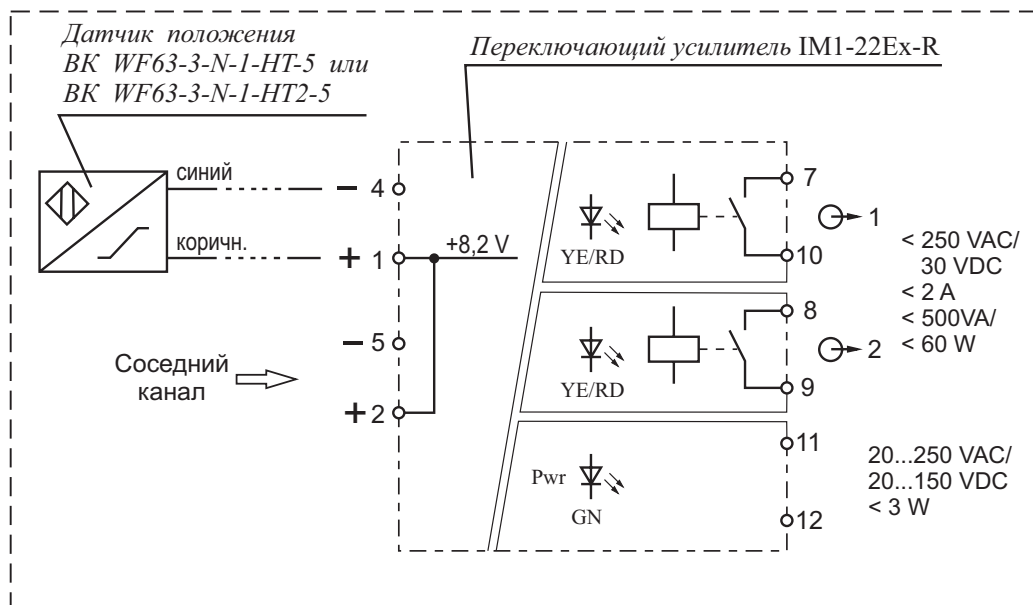 Датчик положения
ВК WF63-3-N-1-HT-5 или
ВК WF63-3-N-1-HT2-5
Переключающий усилитель IM1-22Ex-R
синий
− 4
коричн.
+ 1
+8,2 V
− 5
Соседний
канал
+ 2
YE/RD
7
10
1
< 250 VAC/
30 VDC
< 2 A
< 500VA/
< 60 W
YE/RD
8
9
2
Pwr
GN
11
12
20...250 VAC/
20...150 VDC
< 3 W